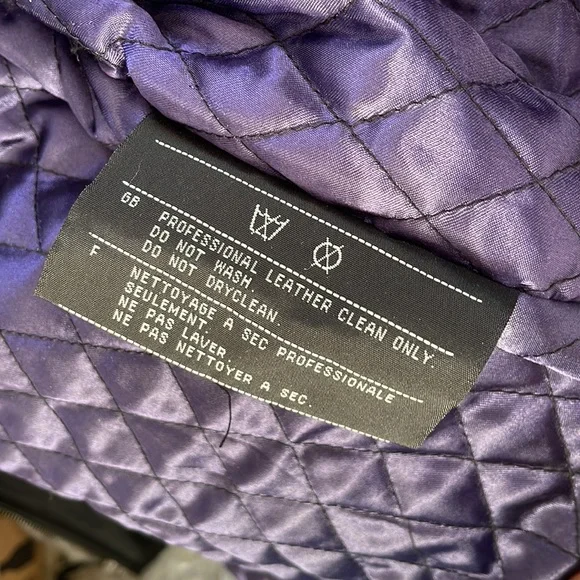 GB PROFESSIONAL LEATHER CLEAN ONLY.
DO NOT WASH.
DO NOT DRYCLEAN.
F NETTOYAGE A SEC PROFESSIONALE
SEULEMENT.
NE PAS LAVER.
NE PAS NETTOYER A SEC.